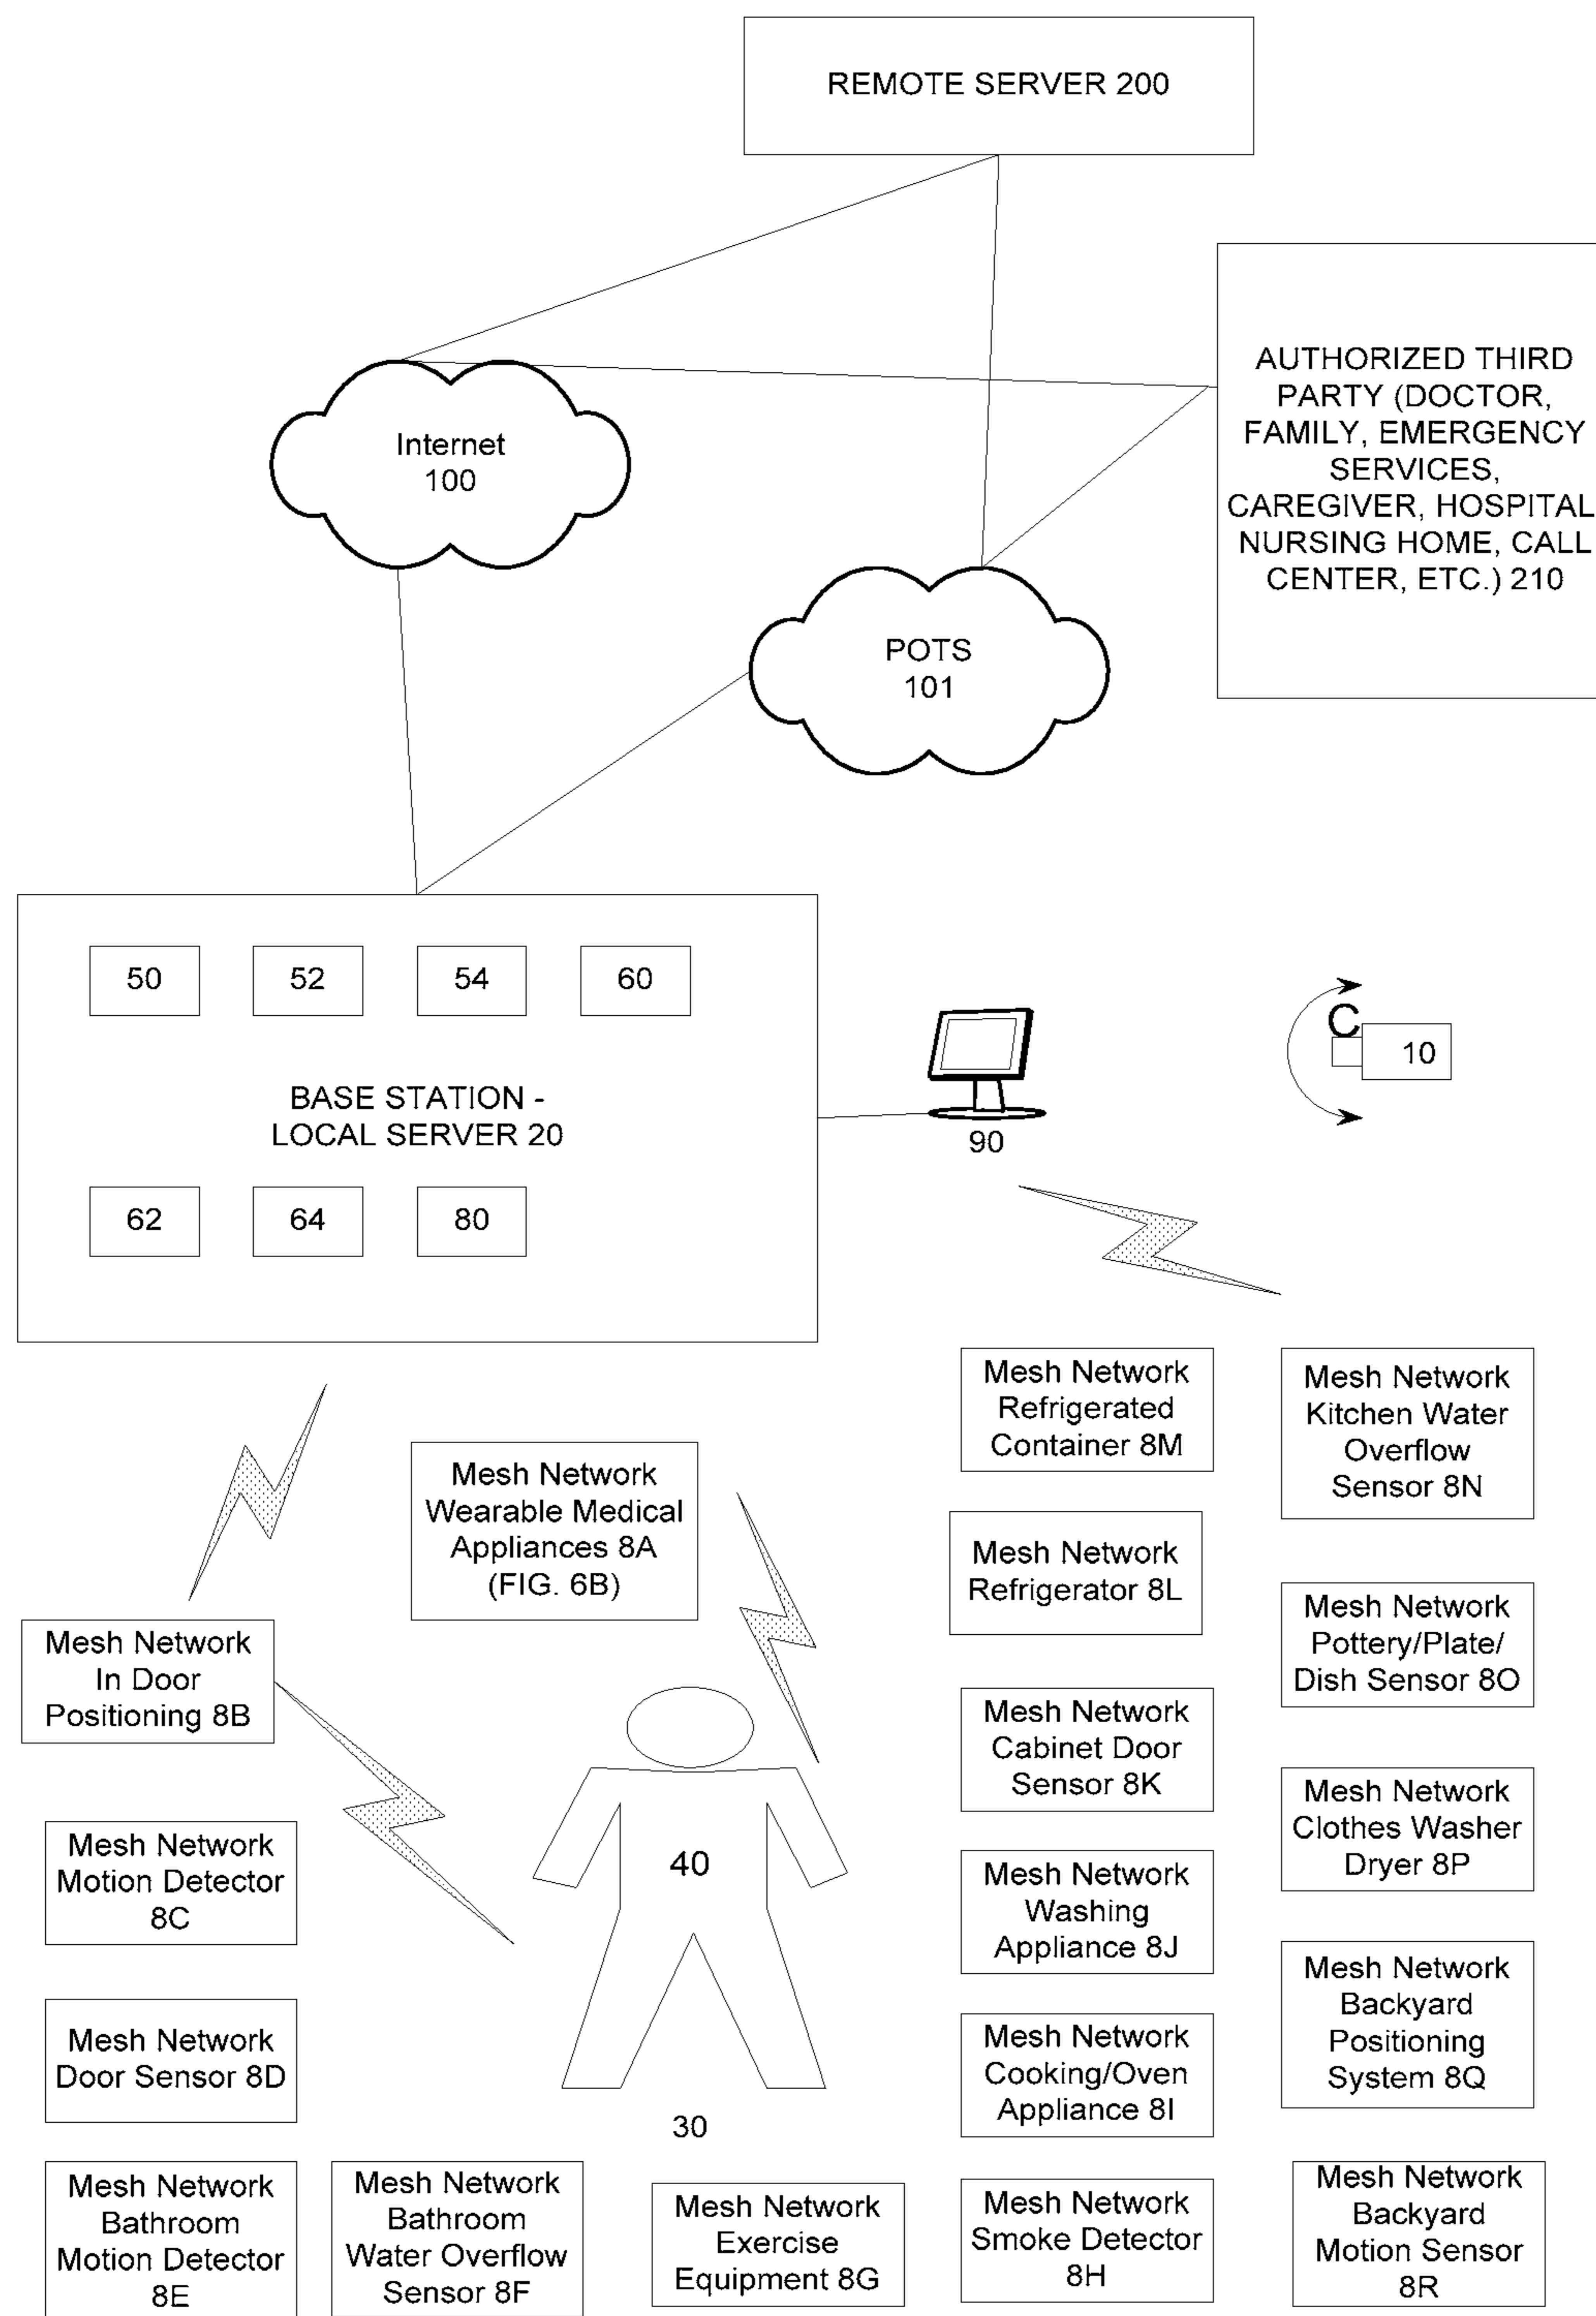 REMOTE SERVER 200
AUTHORIZED THIRD
PARTY (DOCTOR,
FAMILY, EMERGENCY
SERVICES,
CAREGIVER, HOSPITAL
NURSING HOME, CALL
CENTER, ETC.) 210
Internet
100
POTS
101
50
52
54
60
BASE STATION -
LOCAL SERVER 20
62
64
80
90
C
10
Mesh Network
Wearable Medical
Appliances 8A
(FIG. 6B)
Mesh Network
In Door
Positioning 8B
Mesh Network
Motion Detector
8C
Mesh Network
Door Sensor 8D
Mesh Network
Bathroom
Motion Detector
8E
Mesh Network
Bathroom
Water Overflow
Sensor 8F
40
30
Mesh Network
Exercise
Equipment 8G
Mesh Network
Refrigerated
Container 8M
Mesh Network
Refrigerator 8L
Mesh Network
Cabinet Door
Sensor 8K
Mesh Network
Washing
Appliance 8J
Mesh Network
Cooking/Oven
Appliance 8I
Mesh Network
Smoke Detector
8H
Mesh Network
Kitchen Water
Overflow
Sensor 8N
Mesh Network
Pottery/Plate/
Dish Sensor 8O
Mesh Network
Clothes Washer
Dryer 8P
Mesh Network
Backyard
Positioning
System 8Q
Mesh Network
Backyard
Motion Sensor
8R